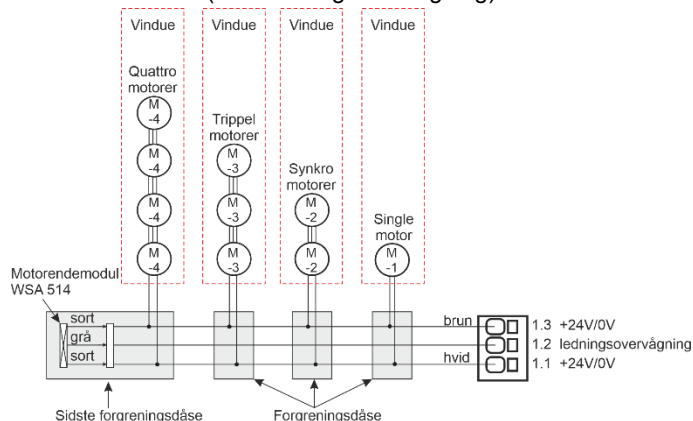 Vindue
Vindue
Vindue
Vindue
Quattro
motorer
M
-4
M
-4
M
-4
M
-4
Trippel
motorer
M
-3
M
-3
M
-3
Synkro
motorer
M
-2
M
-2
Single
motor
M
-1
Motorendemodul
WSA 514
sort
grå
sort
brun
hvid
1.3 +24V/0V
1.2 ledningsovervågning
1.1 +24V/0V
Sidste forgreningsdåse
Forgreningsdåse